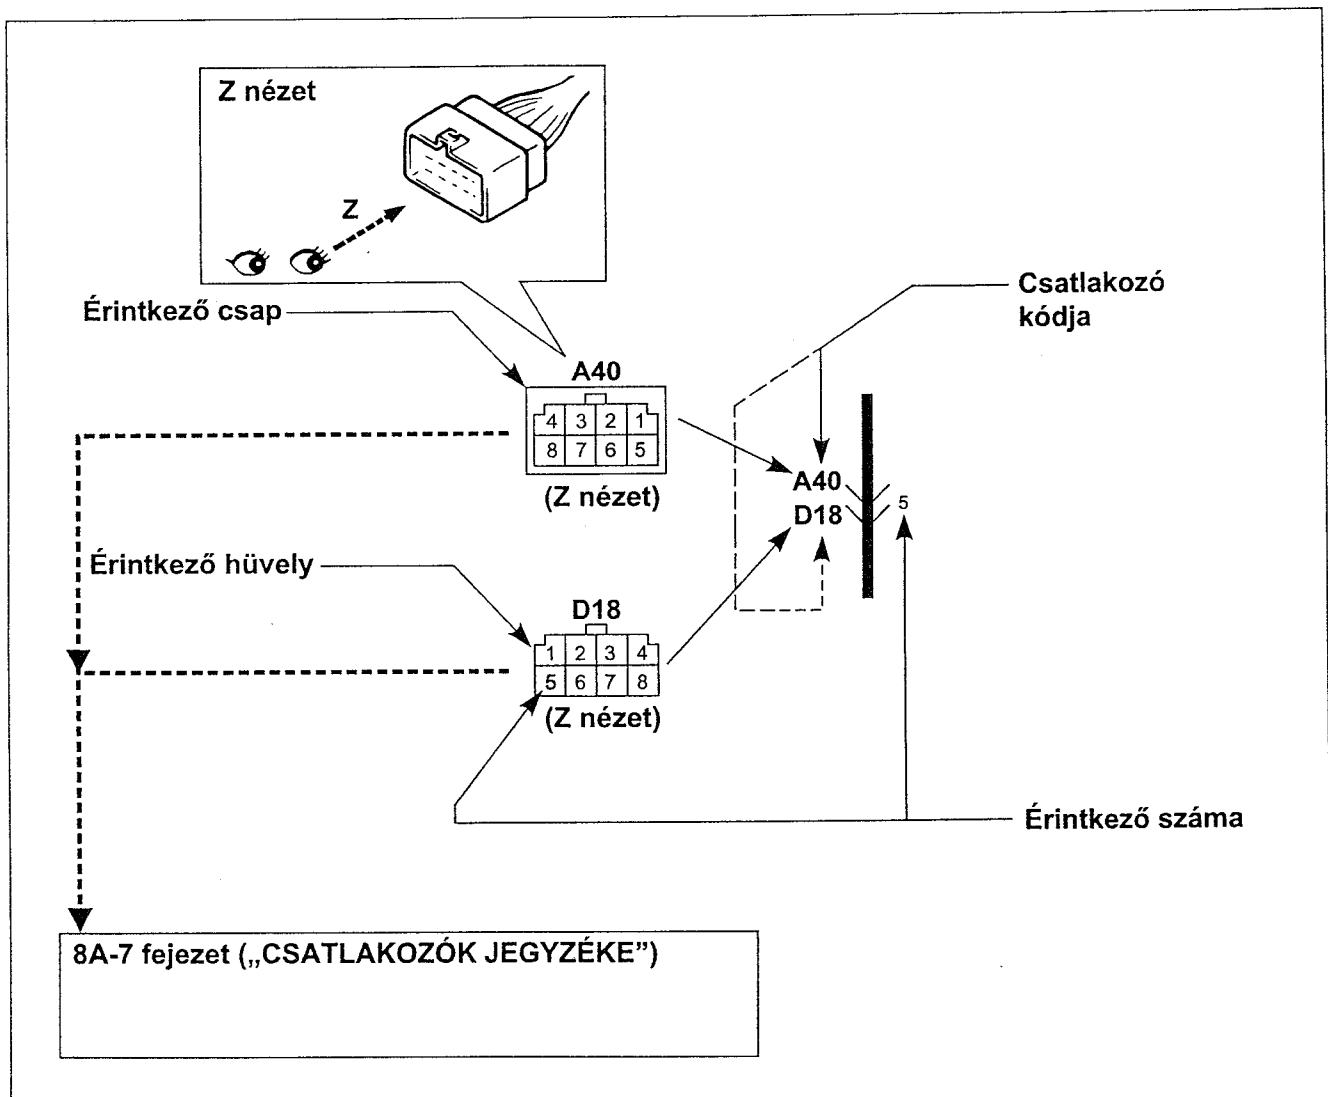 Z nézet
Z
Érintkező csap
Csatlakozó
kódja
A40
4 3 2 1
8 7 6 5
(Z nézet)
A40
D18
5
Érintkező hüvely
D18
1 2 3 4
5 6 7 8
(Z nézet)
Érintkező száma
8A-7 fejezet („CSATLAKOZÓK JEGYZÉKE”)